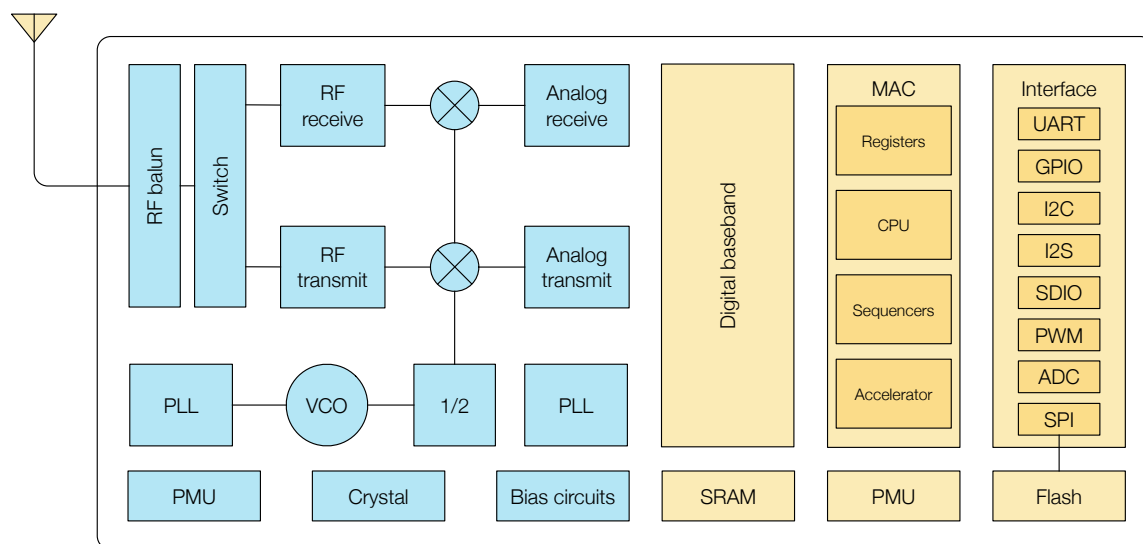 RF balun
Switch
RF
receive
Analog
receive
RF
transmit
Analog
transmit
PLL
VCO
1/2
PLL
PMU
Crystal
Bias circuits
Digital baseband
SRAM
MAC
Registers
CPU
Sequencers
Accelerator
PMU
Interface
UART
GPIO
I2C
I2S
SDIO
PWM
ADC
SPI
Flash